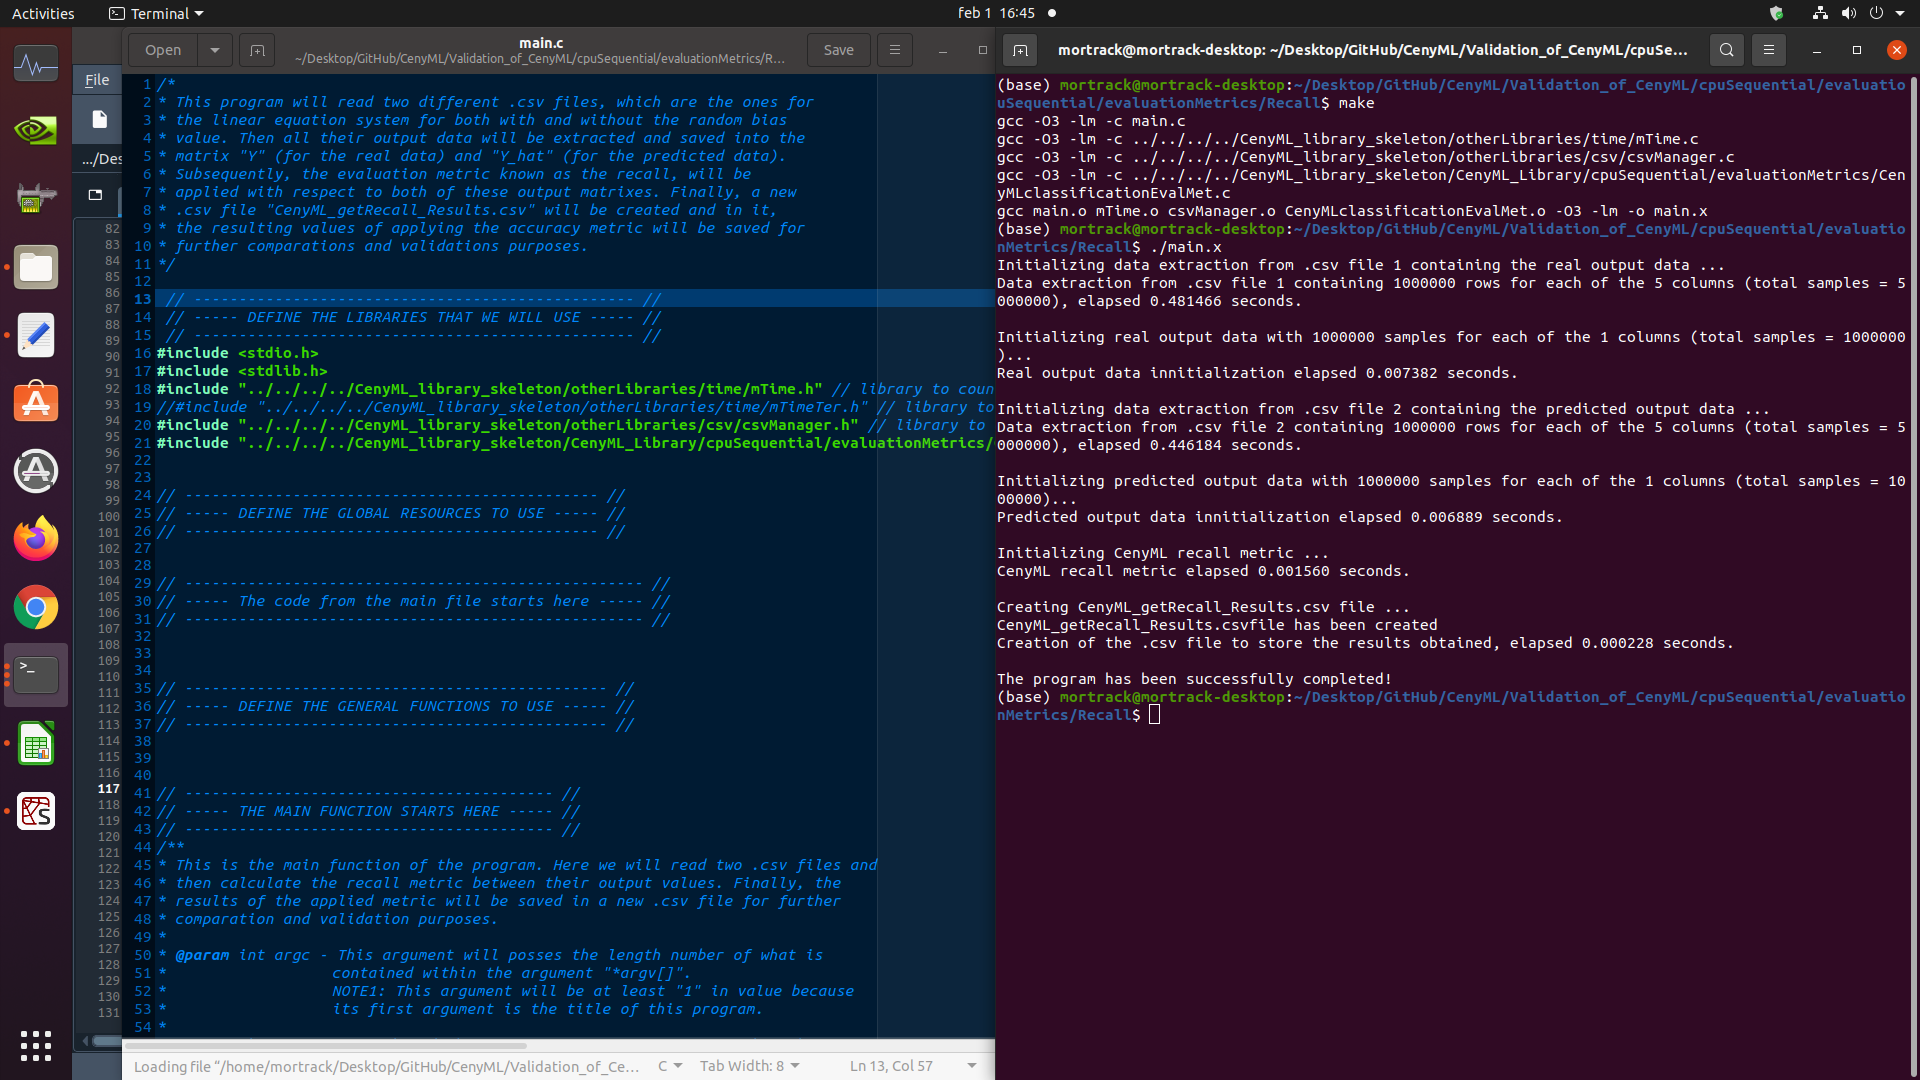 Activities
Terminal
feb 1 16:45
Open
main.c
~/Desktop/GitHub/CenyML/Validation_of_CenyML/cpuSequential/evaluationMetrics/R...
Save
mortrack@mortrack-desktop: ~/Desktop/GitHub/CenyML/Validation_of_CenyML/cpuSe...
File
.../Des
82
83
84
85
86
87
88
89
90
91
92
93
94
95
96
97
98
99
100
101
102
103
104
105
106
107
108
109
110
111
112
113
114
115
116
117
118
119
120
121
122
123
124
125
126
127
128
129
130
131
1 /*
2 * This program will read two different .csv files, which are the ones for
3 * the linear equation system for both with and without the random bias
4 * value. Then all their output data will be extracted and saved into the
5 * matrix "Y" (for the real data) and "Y_hat" (for the predicted data).
6 * Subsequently, the evaluation metric known as the recall, will be
7 * applied with respect to both of these output matrixes. Finally, a new
8 * .csv file "CenyML_getRecall_Results.csv" will be created and in it,
9 * the resulting values of applying the accuracy metric will be saved for
10 * further comparations and validations purposes.
11 */
12
13 // ------------------------------------------------- //
14 // ----- DEFINE THE LIBRARIES THAT WE WILL USE ----- //
15 // ------------------------------------------------- //
16 #include <stdio.h>
17 #include <stdlib.h>
18 #include "../../../../CenyML_library_skeleton/otherLibraries/time/mTime.h" // library to coun
19 //#include "../../../../CenyML_library_skeleton/otherLibraries/time/mTimeTer.h" // library to
20 #include "../../../../CenyML_library_skeleton/otherLibraries/csv/csvManager.h" // library to
21 #include "../../../../CenyML_library_skeleton/CenyML_Library/cpuSequential/evaluationMetrics/
22
23
24 // ---------------------------------------------- //
25 // ----- DEFINE THE GLOBAL RESOURCES TO USE ----- //
26 // ---------------------------------------------- //
27
28
29 // --------------------------------------------------- //
30 // ----- The code from the main file starts here ----- //
31 // --------------------------------------------------- //
32
33
34
35 // ----------------------------------------------- //
36 // ----- DEFINE THE GENERAL FUNCTIONS TO USE ----- //
37 // ----------------------------------------------- //
38
39
40
41 // ----------------------------------------- //
42 // ----- THE MAIN FUNCTION STARTS HERE ----- //
43 // ----------------------------------------- //
44 /**
45 * This is the main function of the program. Here we will read two .csv files and
46 * then calculate the recall metric between their output values. Finally, the
47 * results of the applied metric will be saved in a new .csv file for further
48 * comparation and validation purposes.
49 *
50 * @param int argc - This argument will posses the length number of what is
51 * contained within the argument "*argv[]".
52 * NOTE1: This argument will be at least "1" in value because
53 * its first argument is the title of this program.
54 *
Loading file “/home/mortrack/Desktop/GitHub/CenyML/Validation_of_Ce...
C
Tab Width: 8
Ln 13, Col 57
(base) mortrack@mortrack-desktop:~/Desktop/GitHub/CenyML/Validation_of_CenyML/cpuSequential/evaluatio
uSequential/evaluationMetrics/Recall$ make
gcc -O3 -lm -c main.c
gcc -O3 -lm -c ../../../../CenyML_library_skeleton/otherLibraries/time/mTime.c
gcc -O3 -lm -c ../../../../CenyML_library_skeleton/otherLibraries/csv/csvManager.c
gcc -O3 -lm -c ../../../../CenyML_library_skeleton/CenyML_Library/cpuSequential/evaluationMetrics/Cen
yMLclassificationEvalMet.c
gcc main.o mTime.o csvManager.o CenyMLclassificationEvalMet.o -O3 -lm -o main.x
(base) mortrack@mortrack-desktop:~/Desktop/GitHub/CenyML/Validation_of_CenyML/cpuSequential/evaluatio
nMetrics/Recall$ ./main.x
Initializing data extraction from .csv file 1 containing the real output data ...
Data extraction from .csv file 1 containing 1000000 rows for each of the 5 columns (total samples = 5
000000), elapsed 0.481466 seconds.
Initializing real output data with 1000000 samples for each of the 1 columns (total samples = 1000000
)...
Real output data innitialization elapsed 0.007382 seconds.
Initializing data extraction from .csv file 2 containing the predicted output data ...
Data extraction from .csv file 2 containing 1000000 rows for each of the 5 columns (total samples = 5
000000), elapsed 0.446184 seconds.
Initializing predicted output data with 1000000 samples for each of the 1 columns (total samples = 10
00000)...
Predicted output data innitialization elapsed 0.006889 seconds.
Initializing CenyML recall metric ...
CenyML recall metric elapsed 0.001560 seconds.
Creating CenyML_getRecall_Results.csv file ...
CenyML_getRecall_Results.csvfile has been created
Creation of the .csv file to store the results obtained, elapsed 0.000228 seconds.
The program has been successfully completed!
(base) mortrack@mortrack-desktop:~/Desktop/GitHub/CenyML/Validation_of_CenyML/cpuSequential/evaluatio
nMetrics/Recall$